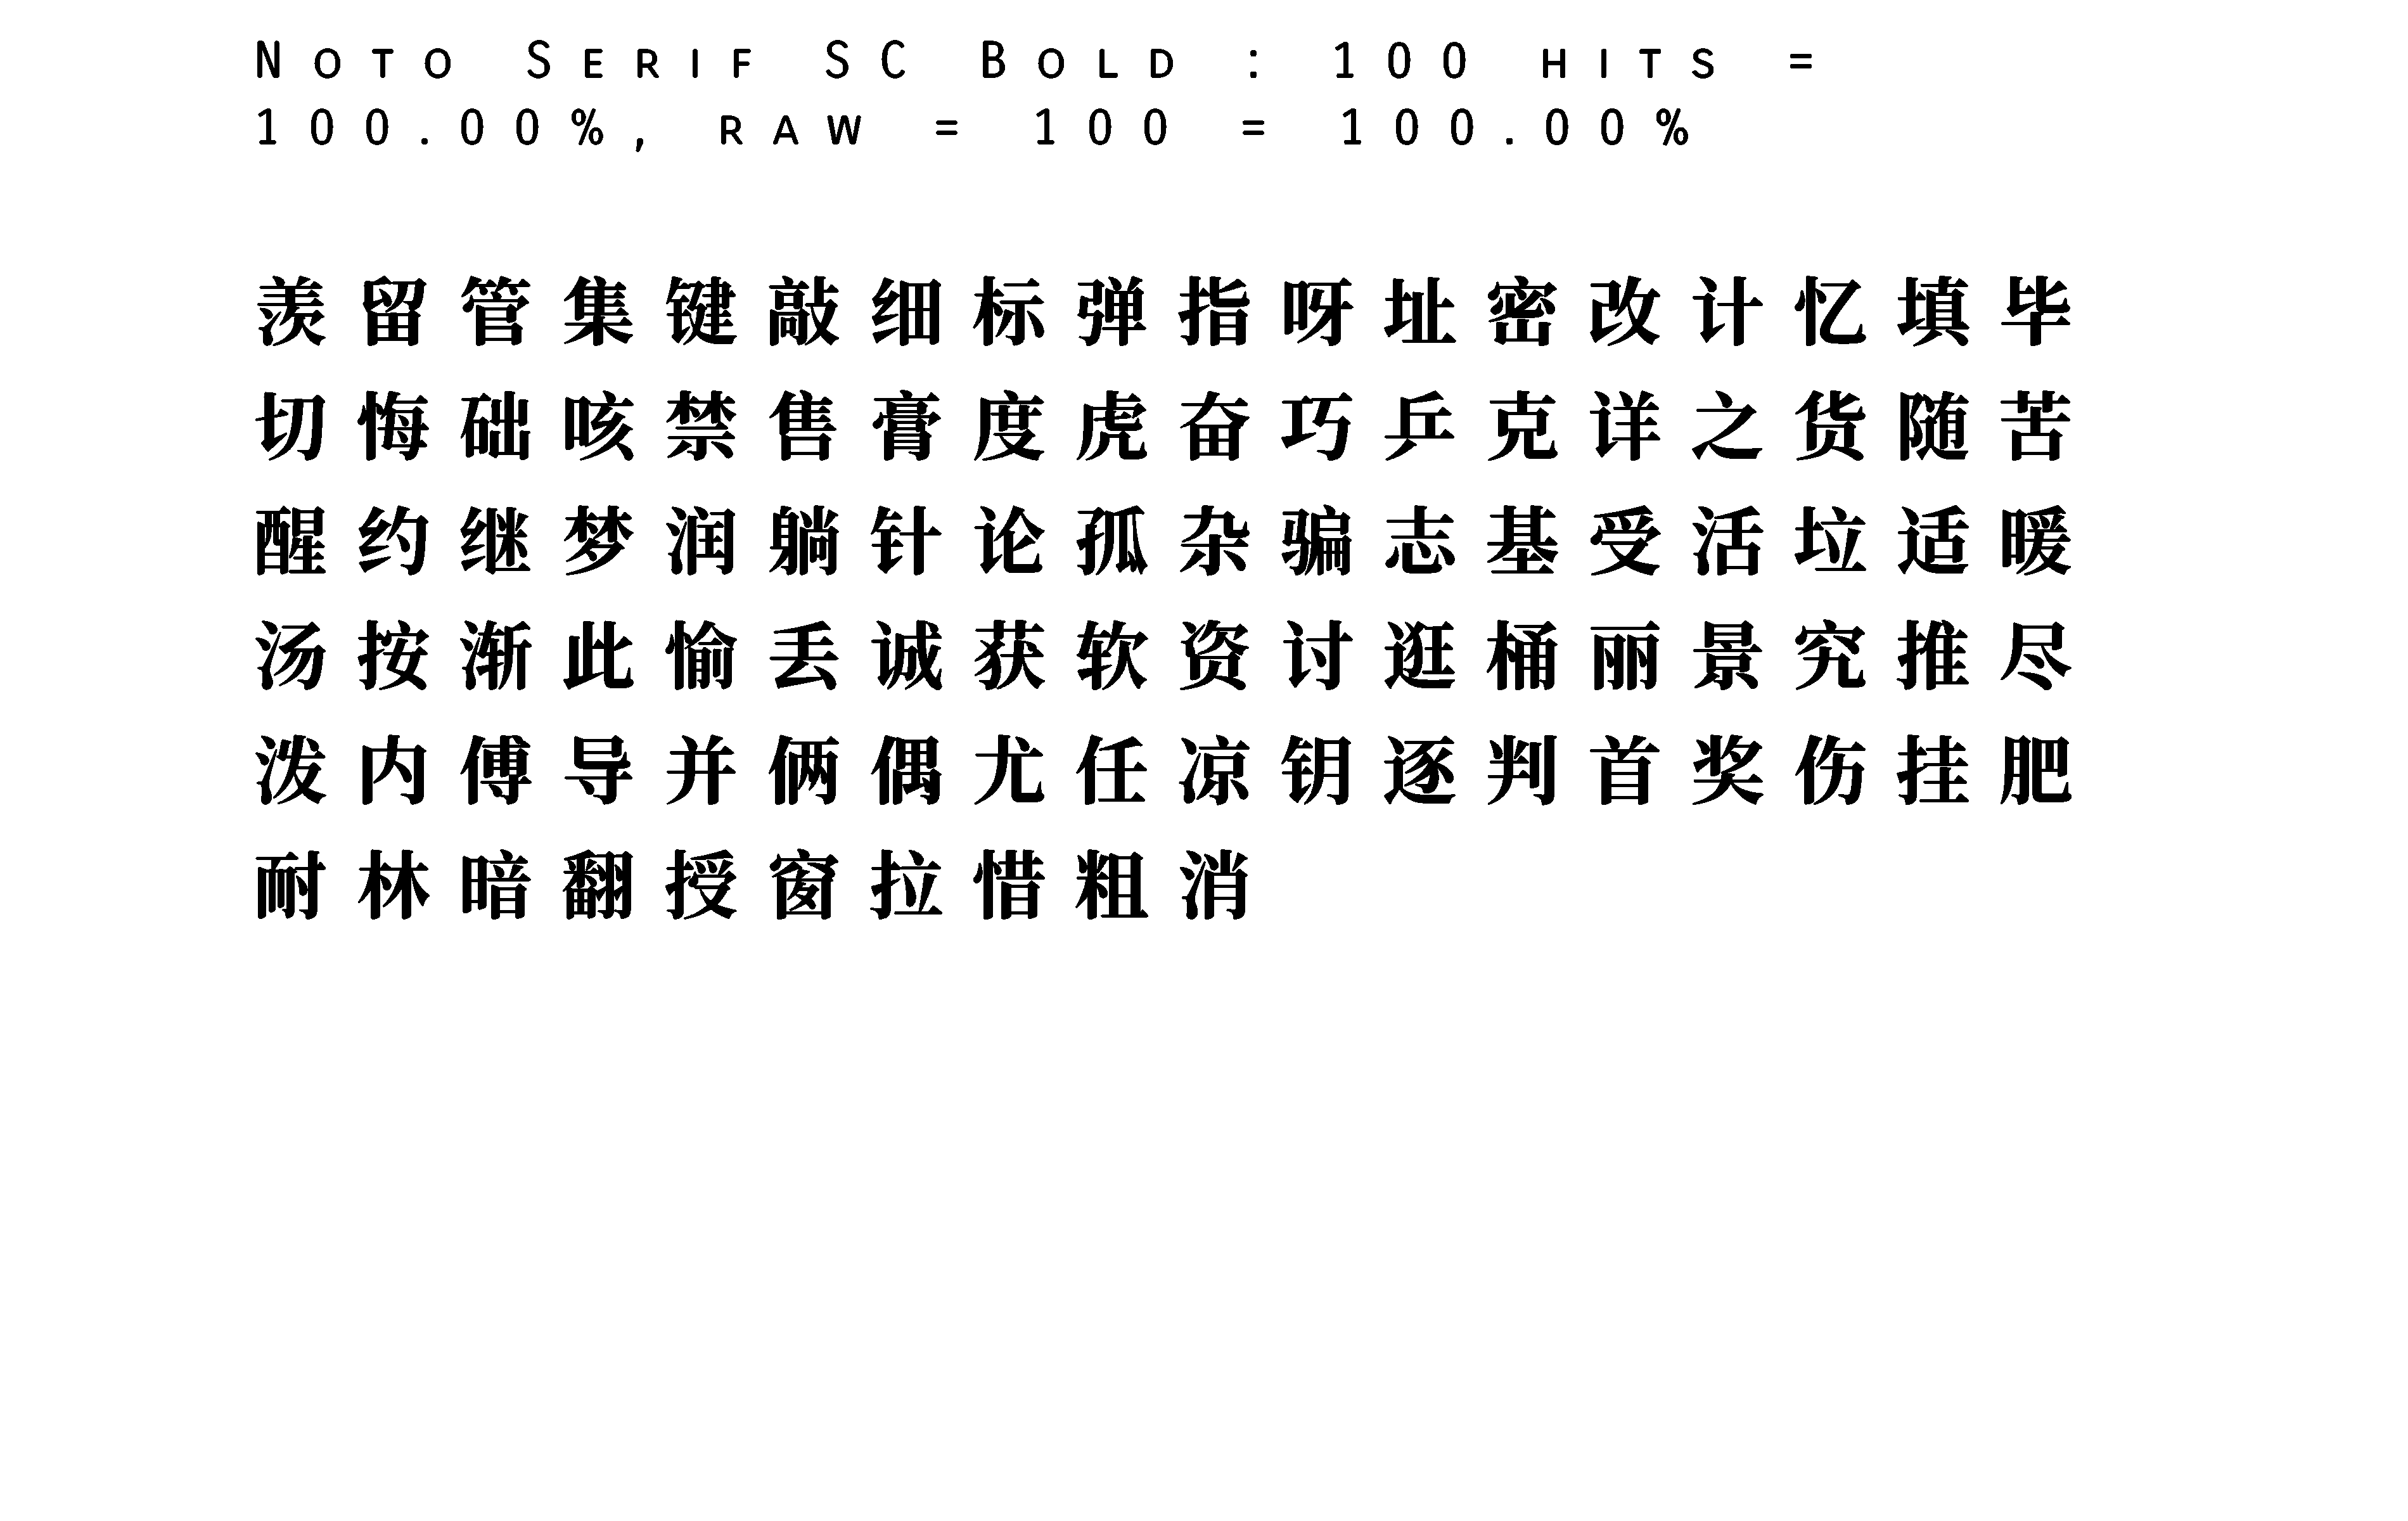 Noto Serif SC Bold : 100 hits =
100.00%, raw = 100 = 100.00%
羡留管集键敲细标弹指呀址密改计忆填毕
切悔础咳禁售膏度虎奋巧乒克详之货随苦
醒约继梦润躺针论孤杂骗志基受活垃适暖
汤按渐此愉丢诚获软资讨逛桶丽景究推尽
泼内傅导并俩偶尤任凉钥逐判首奖伤挂肥
耐林暗翻授窗拉惜粗消